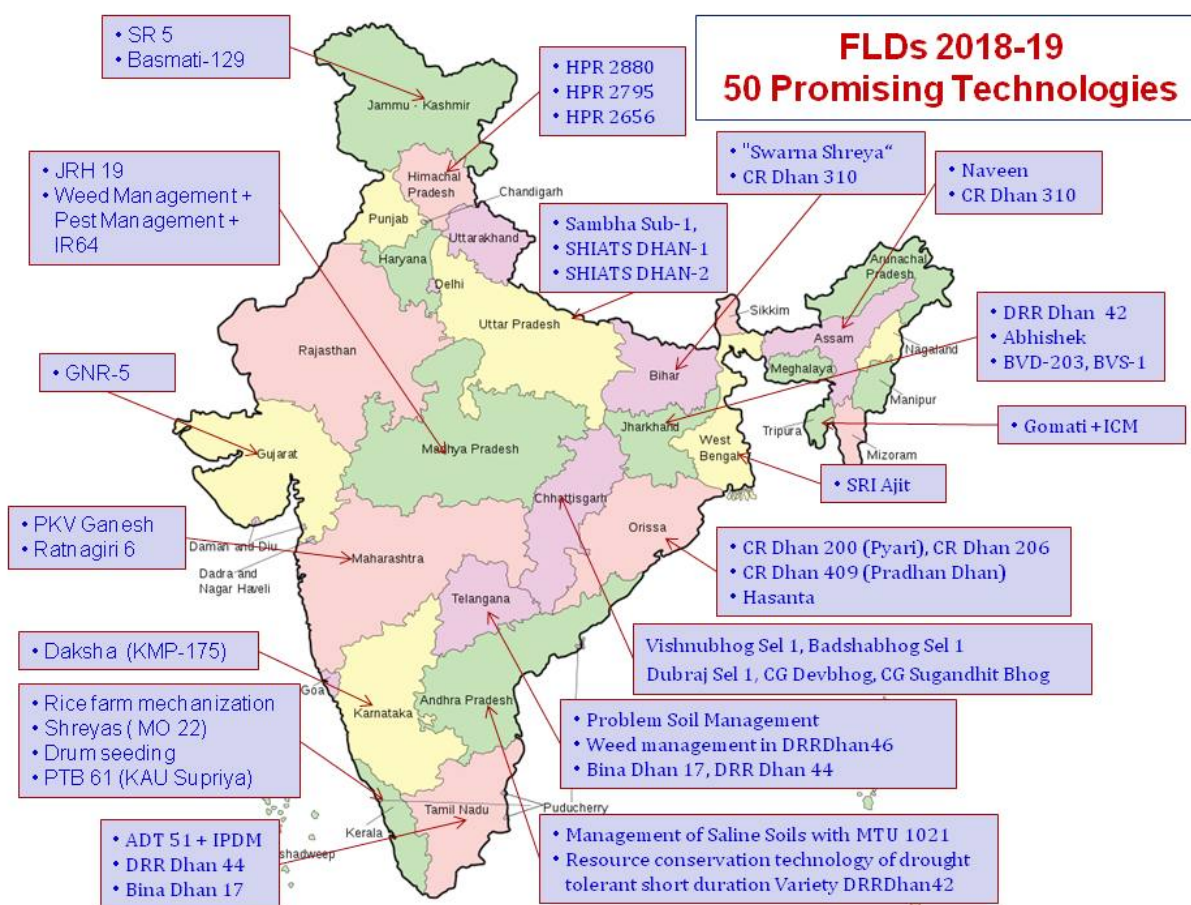 FLDs 2018-19
50 Promising Technologies
• SR 5
• Basmati-129
• HPR 2880
• HPR 2795
• HPR 2656
• JRH 19
• Weed Management +
Pest Management +
IR64
• "Swarna Shreya“
• CR Dhan 310
• Naveen
• CR Dhan 310
• Sambha Sub-1,
• SHIATS DHAN-1
• SHIATS DHAN-2
• DRR Dhan 42
• Abhishek
• BVD-203, BVS-1
• GNR-5
• Gomati +ICM
• SRI Ajit
• PKV Ganesh
• Ratnagiri 6
• CR Dhan 200 (Pyari), CR Dhan 206
• CR Dhan 409 (Pradhan Dhan)
• Hasanta
Vishnubhog Sel 1, Badshabhog Sel 1
Dubraj Sel 1, CG Devbhog, CG Sugandhit Bhog
• Daksha (KMP-175)
• Rice farm mechanization
• Shreyas ( MO 22)
• Drum seeding
• PTB 61 (KAU Supriya)
• Problem Soil Management
• Weed management in DRRDhan46
• Bina Dhan 17, DRR Dhan 44
• ADT 51 + IPDM
• DRR Dhan 44
• Bina Dhan 17
• Management of Saline Soils with MTU 1021
• Resource conservation technology of drought
tolerant short duration Variety DRRDhan42
Jammu - Kashmir
Himachal
Pradesh
Chandigarh
Punjab
Uttarakhand
Haryana
Delhi
Uttar Pradesh
Rajasthan
Sikkim
Arunachal
Pradesh
Assam
Nagaland
Meghalaya
Manipur
Tripura
Mizoram
Bihar
Jharkhand
West
Bengal
Gujarat
Madhya Pradesh
Chhattisgarh
Orissa
Daman and Diu
Dadra and
Nagar Haveli
Maharashtra
Telangana
Goa
Karnataka
Andhra Pradesh
Tamil Nadu
Puducherry
Kerala
shadweep